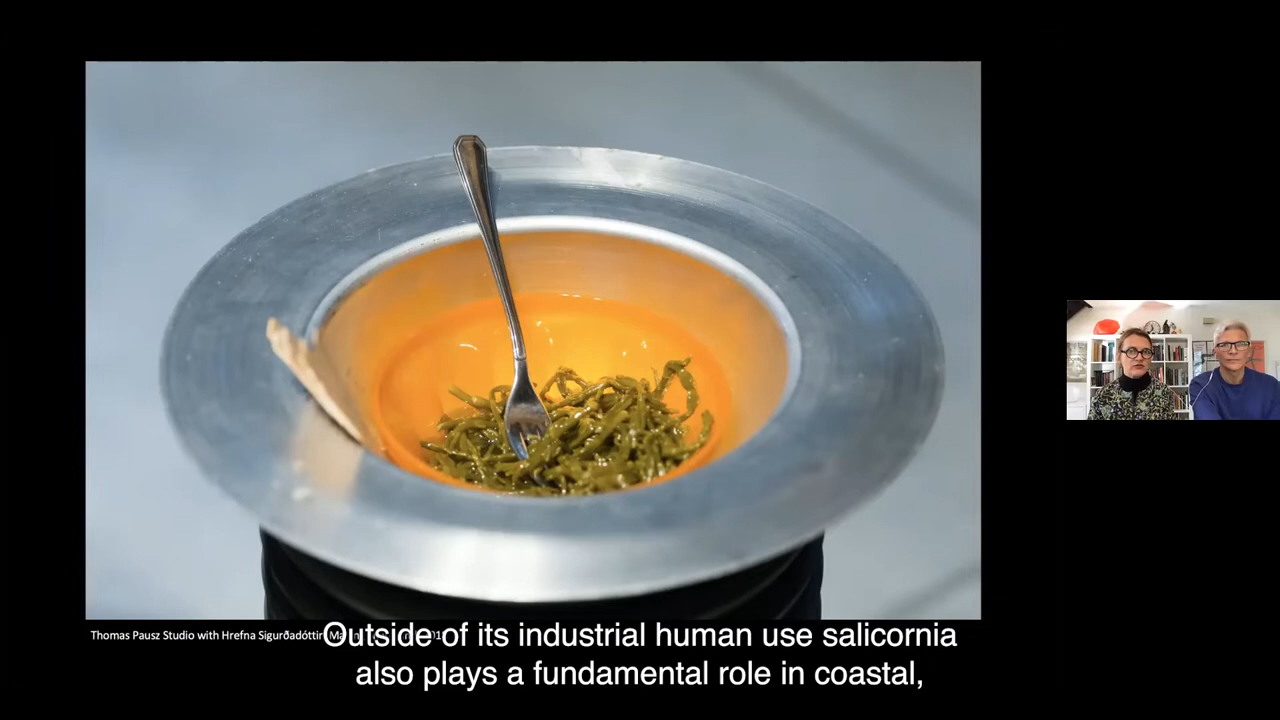 Thomas Pausz Studio with Hrefna Sigurðadóttir
Outside of its industrial human use salicornia
also plays a fundamental role in coastal,